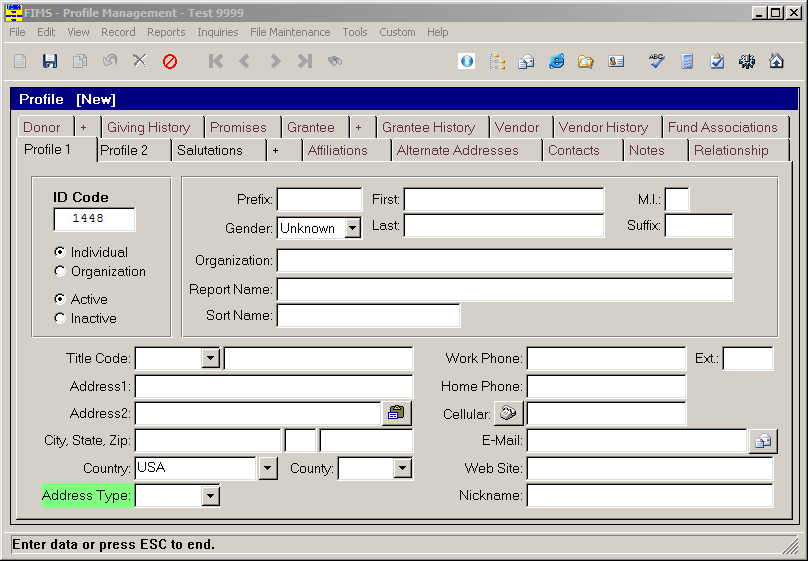 FIMS - Profile Management - Test 9999
File Edit View Record Reports Inquiries File Maintenance Tools Custom Help
ABC
Profile [New]
Donor + Giving History Promises Grantee + Grantee History Vendor Vendor History Fund Associations
Profile 1 Profile 2 Salutations + Affiliations Alternate Addresses Contacts Notes Relationship
ID Code
1448
Individual
Organization
Active
Inactive
Prefix: First: M.I.:
Gender: Unknown Last: Suffix:
Organization:
Report Name:
Sort Name:
Title Code: Work Phone: Ext.:
Address1: Home Phone:
Address2: Cellular:
City, State, Zip: E-Mail:
Country: USA County: Web Site:
Address Type: Nickname:
Enter data or press ESC to end.